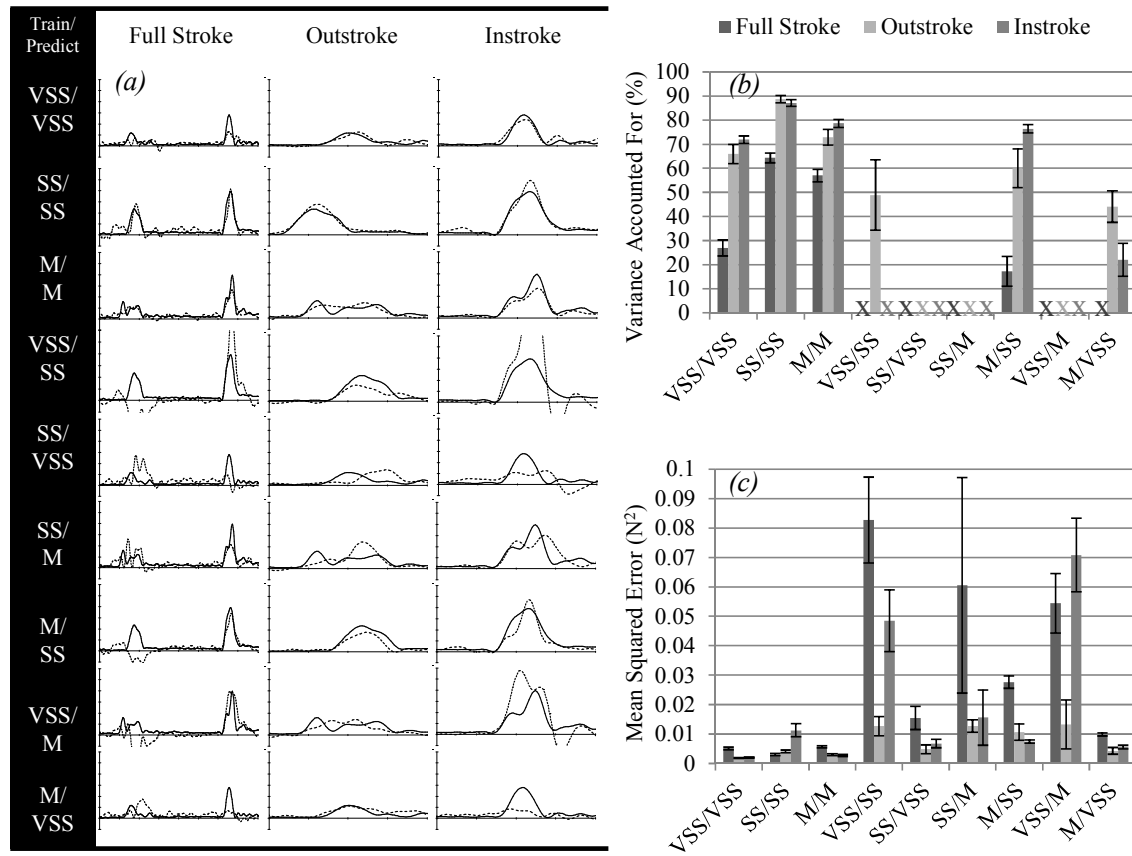 Train/
Predict
Full Stroke
Outstroke
Instroke
(a)
VSS/
VSS
SS/
SS
M/
M
VSS/
SS
SS/
VSS
SS/
M
M/
SS
VSS/
M
M/
VSS
Full Stroke
Outstroke
Instroke
(b)
Variance Accounted For (%)
100
90
80
70
60
50
40
30
20
10
0
X X X X X X X X X X X X
VSS/VSS
SS/SS
M/M
VSS/SS
SS/VSS
SS/M
M/SS
VSS/M
M/VSS
(c)
Mean Squared Error (N²)
0.1
0.09
0.08
0.07
0.06
0.05
0.04
0.03
0.02
0.01
0
VSS/VSS
SS/SS
M/M
VSS/SS
SS/VSS
SS/M
M/SS
VSS/M
M/VSS